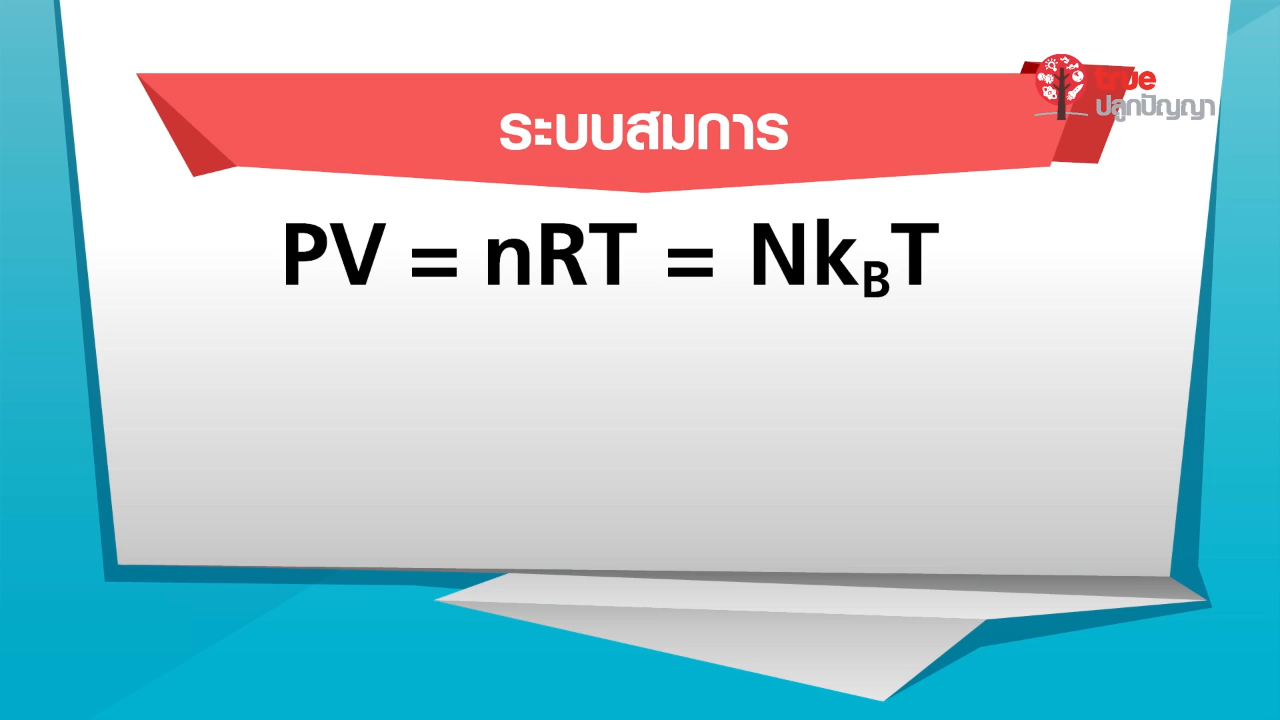 ระบบสมการ
true
ปลูกปัญญา
PV = nRT = Nk_BT